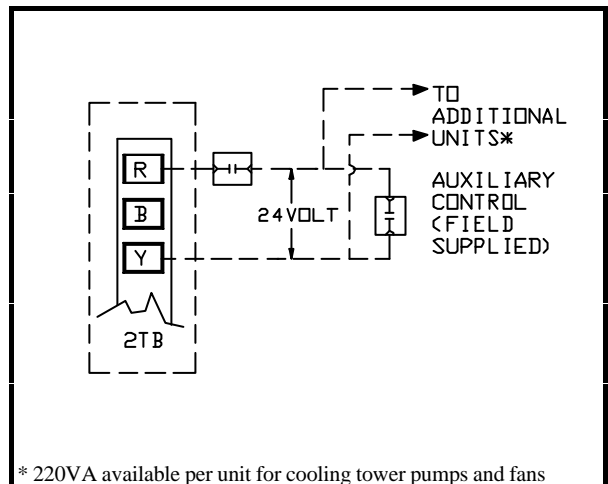 TO
ADDITIONAL
UNITS*
R
B
Y
24VOLT
AUXILIARY
CONTROL
(FIELD
SUPPLIED)
2TB
* 220VA available per unit for cooling tower pumps and fans